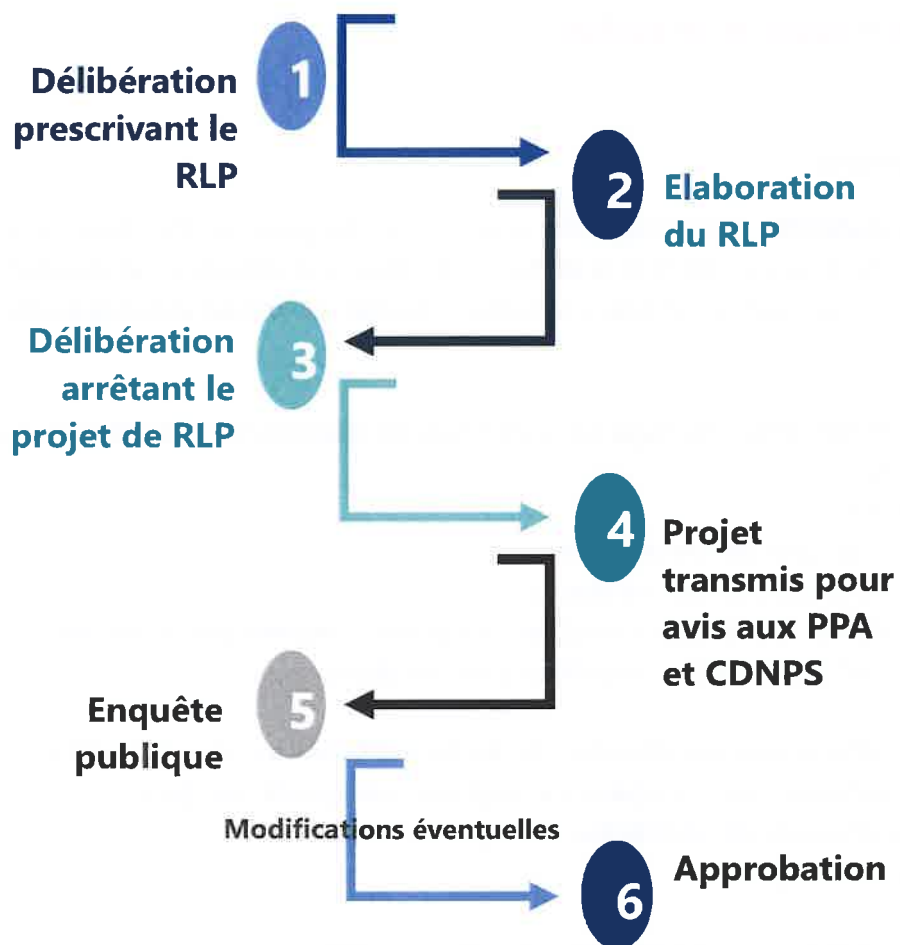 1
Délibération
prescrivant le
RLP
2
Elaboration
du RLP
3
Délibération
arrêtant le
projet de RLP
4
Projet
transmis pour
avis aux PPA
et CDNPS
5
Enquête
publique
Modifications éventuelles
6
Approbation